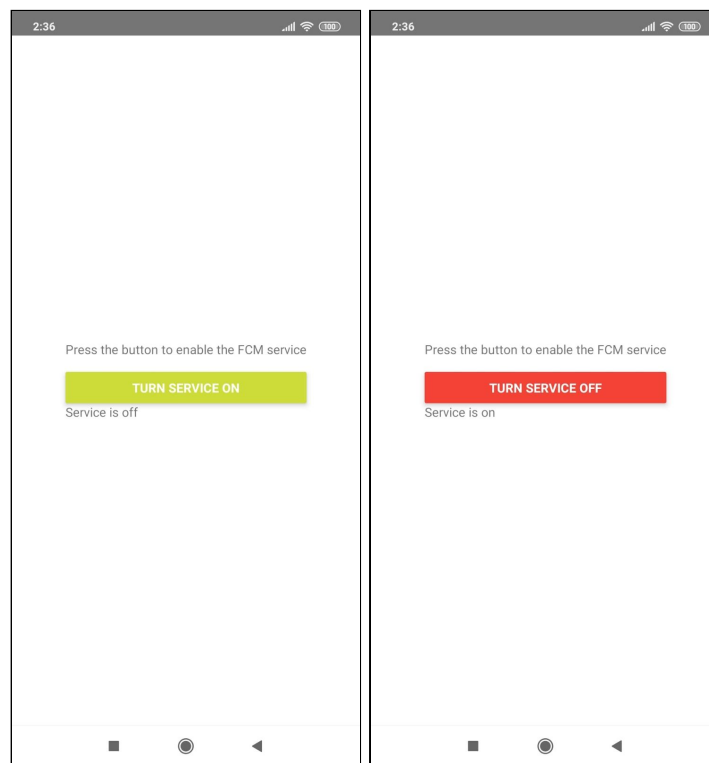 2:36
100
Press the button to enable the FCM service
TURN SERVICE ON
Service is off
2:36
100
Press the button to enable the FCM service
TURN SERVICE OFF
Service is on